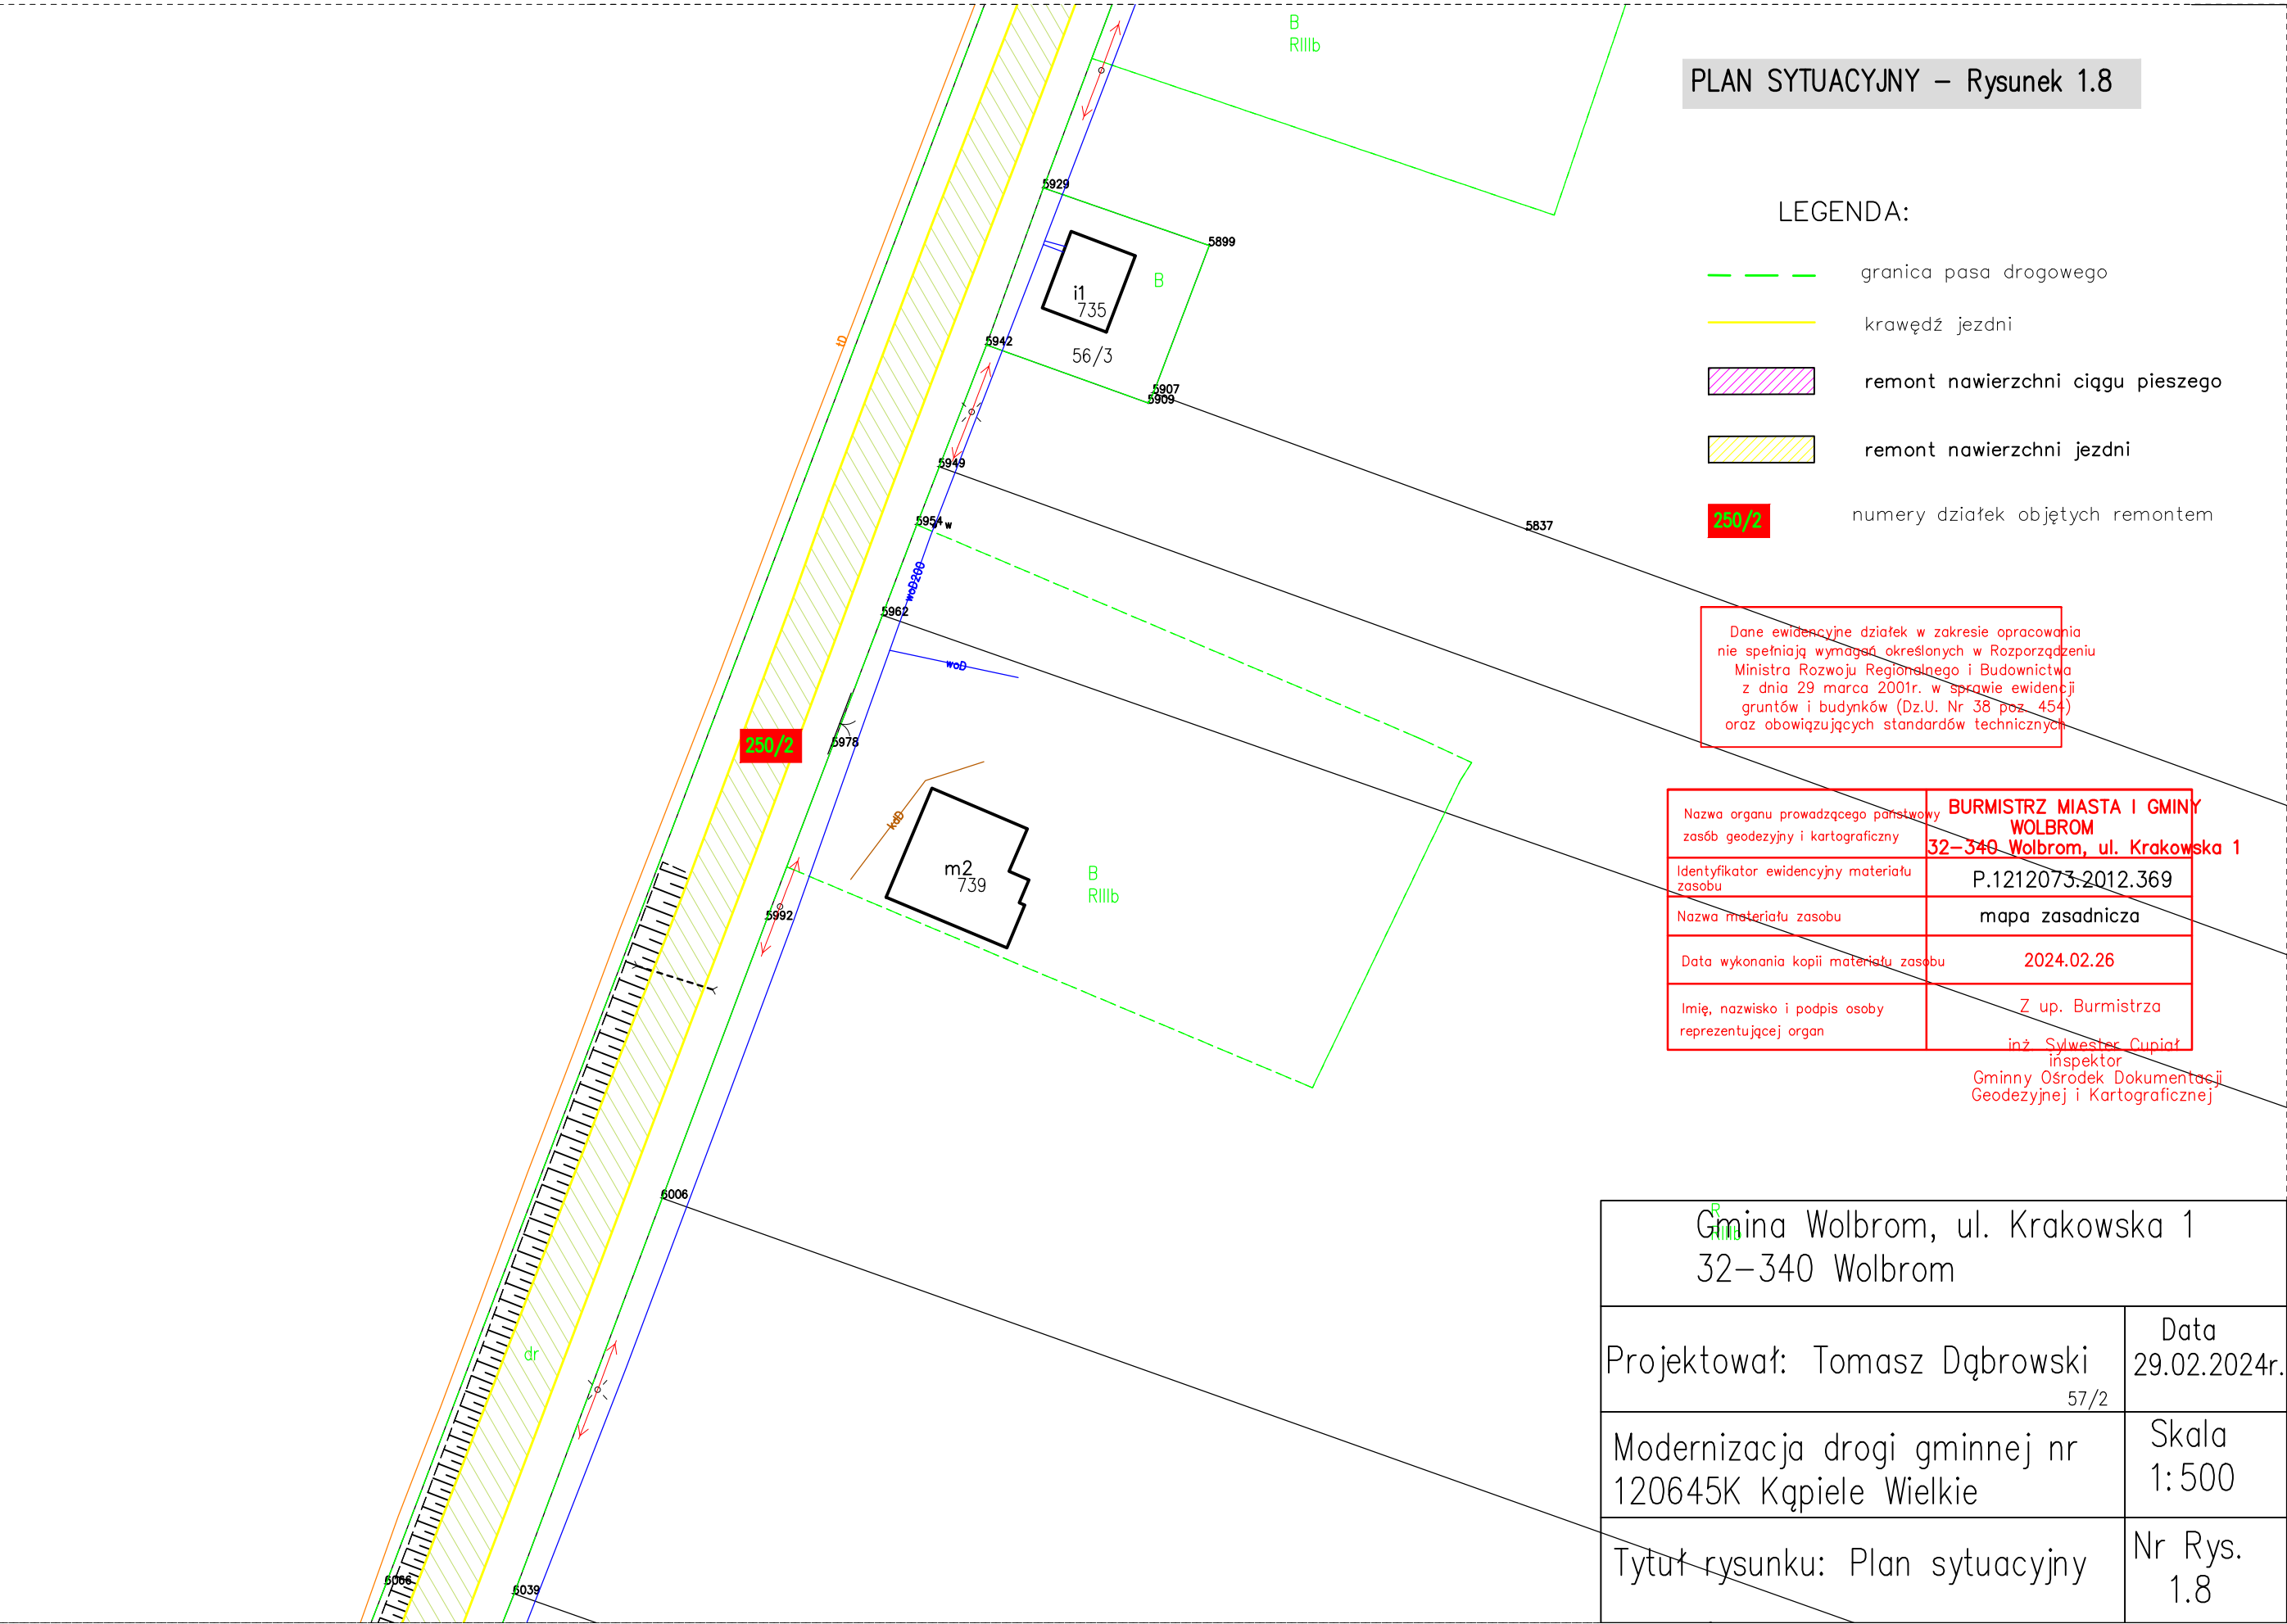 B
RIIIb
PLAN SYTUACYJNY – Rysunek 1.8
5929
5899
LEGENDA:
granica pasa drogowego
krawędź jezdni
remont nawierzchni ciągu pieszego
remont nawierzchni jezdni
250/2 numery działek objętych remontem
B
i1
735
tD
5942
56/3
5907
5909
5949
5954
w
5837
woD200
5962
woD
Dane ewidencyjne działek w zakresie opracowania
nie spełniają wymagań określonych w Rozporządzeniu
Ministra Rozwoju Regionalnego i Budownictwa
z dnia 29 marca 2001r. w sprawie ewidencji
gruntów i budynków (Dz.U. Nr 38 poz. 454)
oraz obowiązujących standardów technicznych
250/2
5978
kdD
m2
739
B
RIIIb
5992
Nazwa organu prowadzącego państwowy
zasób geodezyjny i kartograficzny
BURMISTRZ MIASTA I GMINY
WOLBROM
32–340 Wolbrom, ul. Krakowska 1
Identyfikator ewidencyjny materiału
zasobu
P.1212073.2012.369
Nazwa materiału zasobu
mapa zasadnicza
Data wykonania kopii materiału zasobu
2024.02.26
Imię, nazwisko i podpis osoby
reprezentującej organ
Z up. Burmistrza
inż. Sylwester Cupiał
inspektor
Gminny Ośrodek Dokumentacji
Geodezyjnej i Kartograficznej
6006
R
RIIIb
Gmina Wolbrom, ul. Krakowska 1
32–340 Wolbrom
Projektował: Tomasz Dąbrowski
57/2
Data
29.02.2024r.
Modernizacja drogi gminnej nr
120645K Kąpiele Wielkie
Skala
1:500
Tytuł rysunku: Plan sytuacyjny
Nr Rys.
1.8
dr
6066
6039